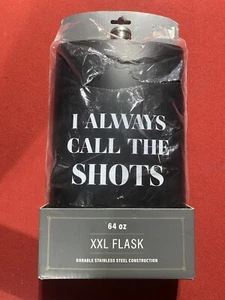 I ALWAYS
CALL THE
SHOTS
64 oz
XXL FLASK
DURABLE STAINLESS STEEL CONSTRUCTION